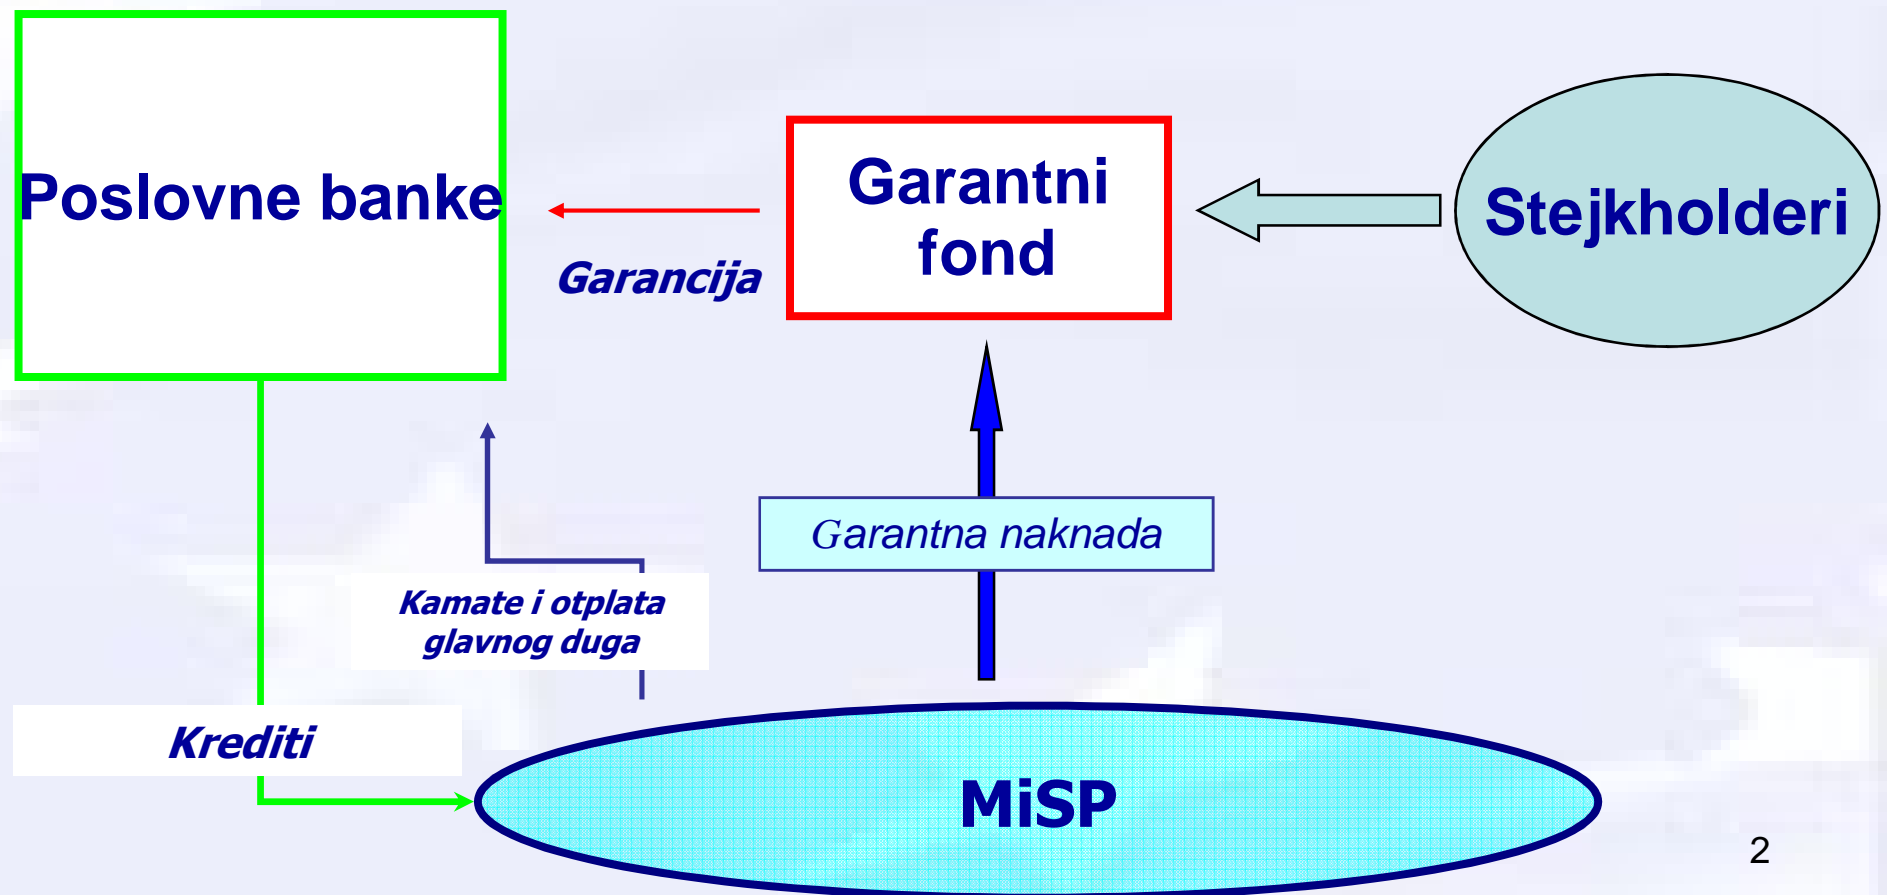 Poslovne banke
Garantni
fond
Stejkholderi
Garancija
Garantna naknada
Kamate i otplata
glavnog duga
Krediti
MiSP
2